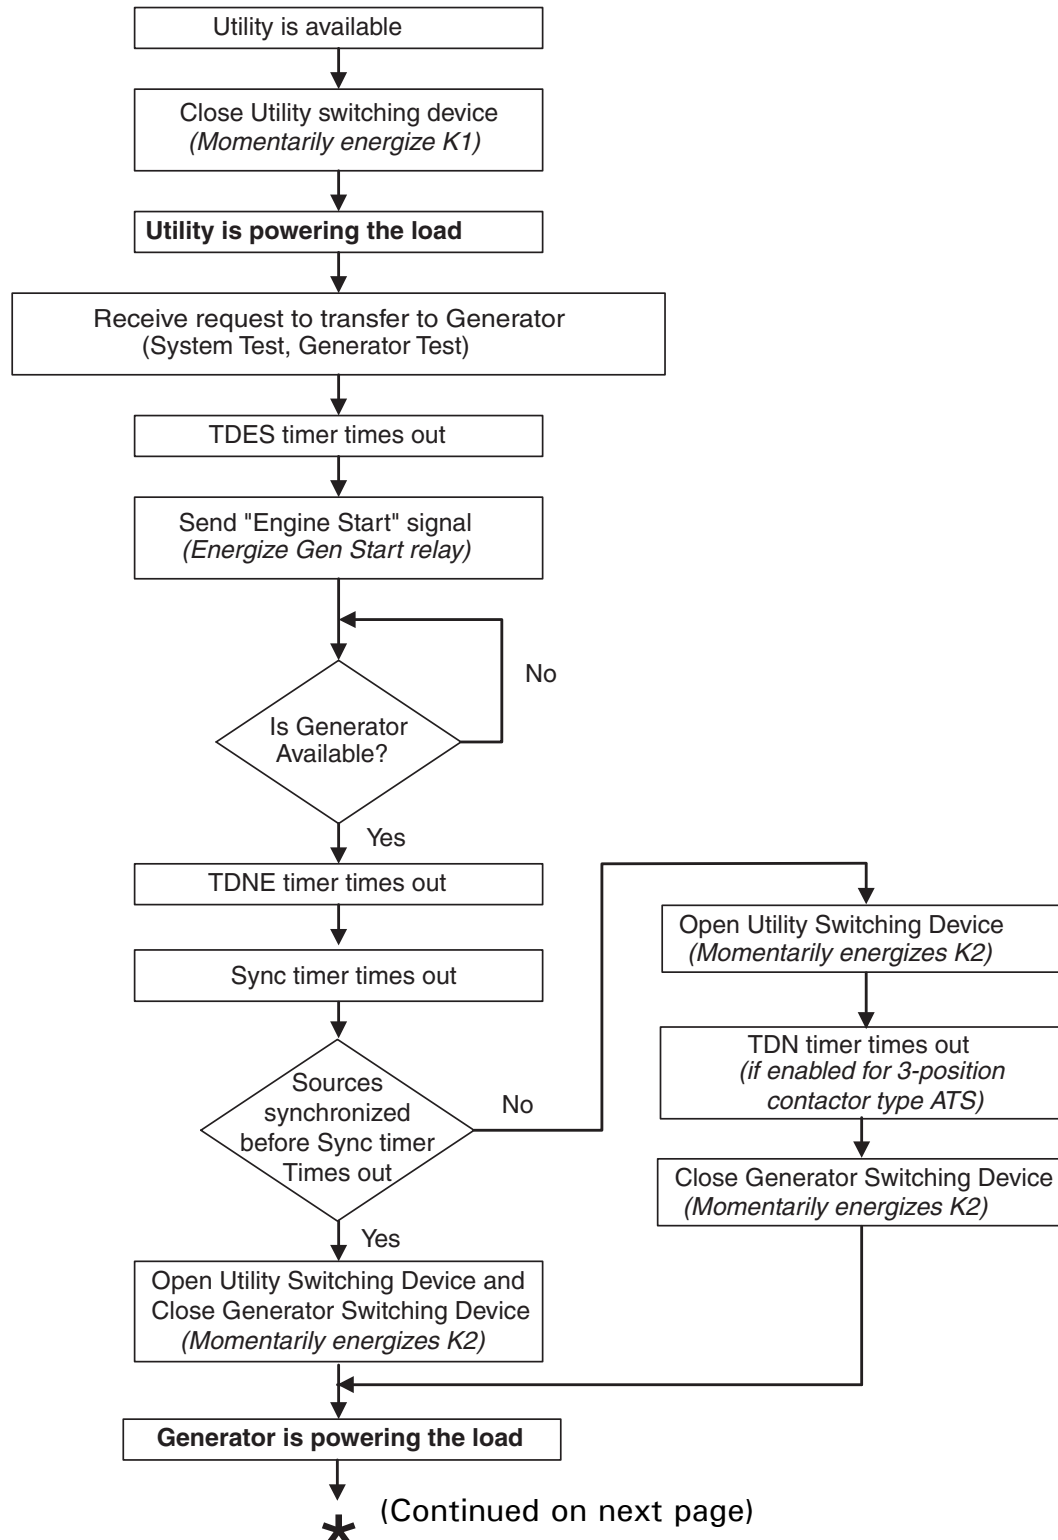 Utility is available
Close Utility switching device
(Momentarily energize K1)
Utility is powering the load
Receive request to transfer to Generator
(System Test, Generator Test)
TDES timer times out
Send "Engine Start" signal
(Energize Gen Start relay)
No
Is Generator
Available?
Yes
TDNE timer times out
Sync timer times out
Sources
synchronized
before Sync timer
Times out
No
Open Utility Switching Device
(Momentarily energizes K2)
TDN timer times out
(if enabled for 3-position
contactor type ATS)
Close Generator Switching Device
(Momentarily energizes K2)
Yes
Open Utility Switching Device and
Close Generator Switching Device
(Momentarily energizes K2)
Generator is powering the load
* (Continued on next page)